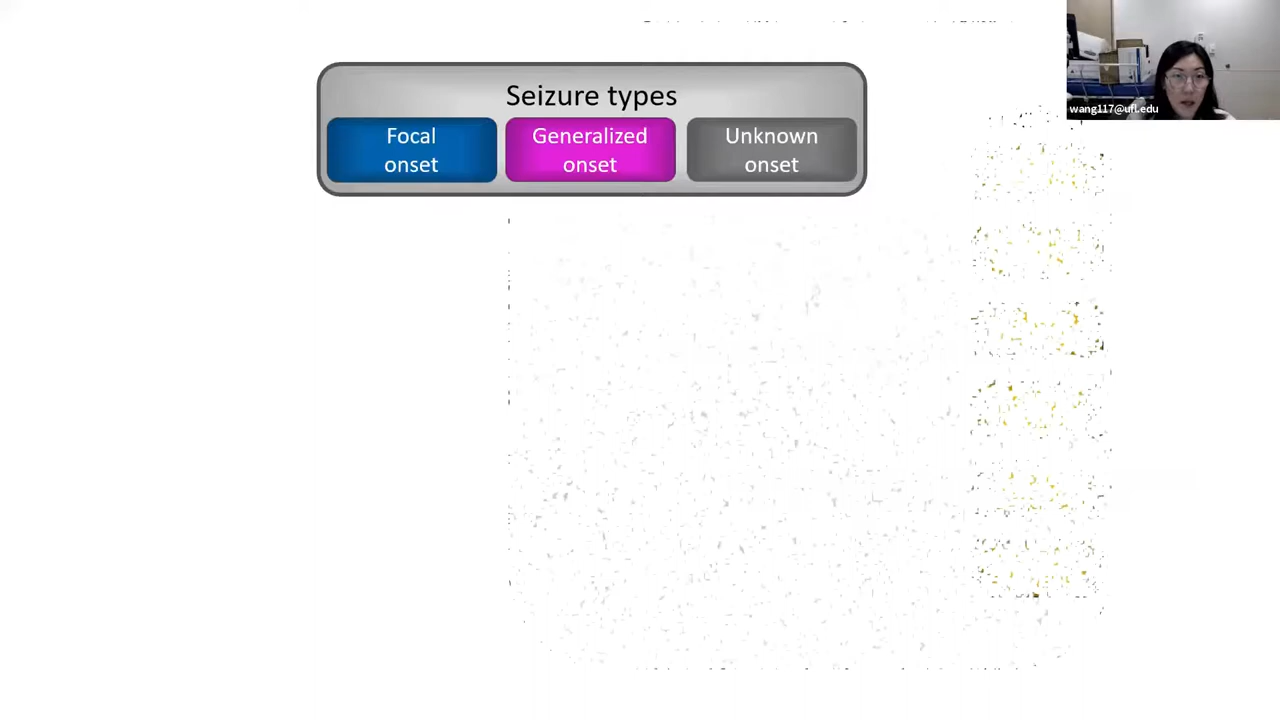 Seizure types
Focal
onset
Generalized
onset
Unknown
onset
wang117@ufl.edu